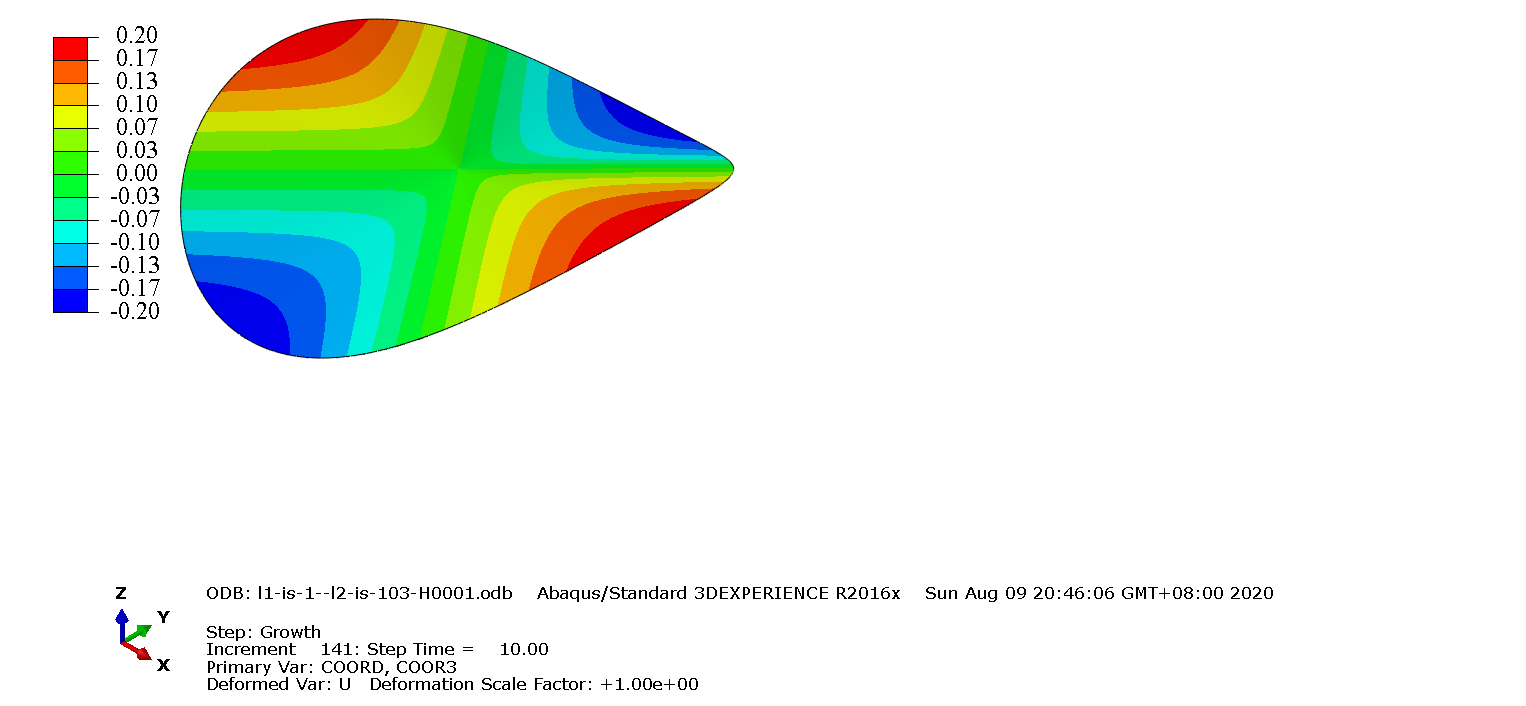 0.20
0.17
0.13
0.10
0.07
0.03
0.00
-0.03
-0.07
-0.10
-0.13
-0.17
-0.20
Z
Y
X
ODB: l1-is-1--l2-is-103-H0001.odb Abaqus/Standard 3DEXPERIENCE R2016x Sun Aug 09 20:46:06 GMT+08:00 2020
Step: Growth
Increment 141: Step Time = 10.00
Primary Var: COORD, COOR3
Deformed Var: U Deformation Scale Factor: +1.00e+00